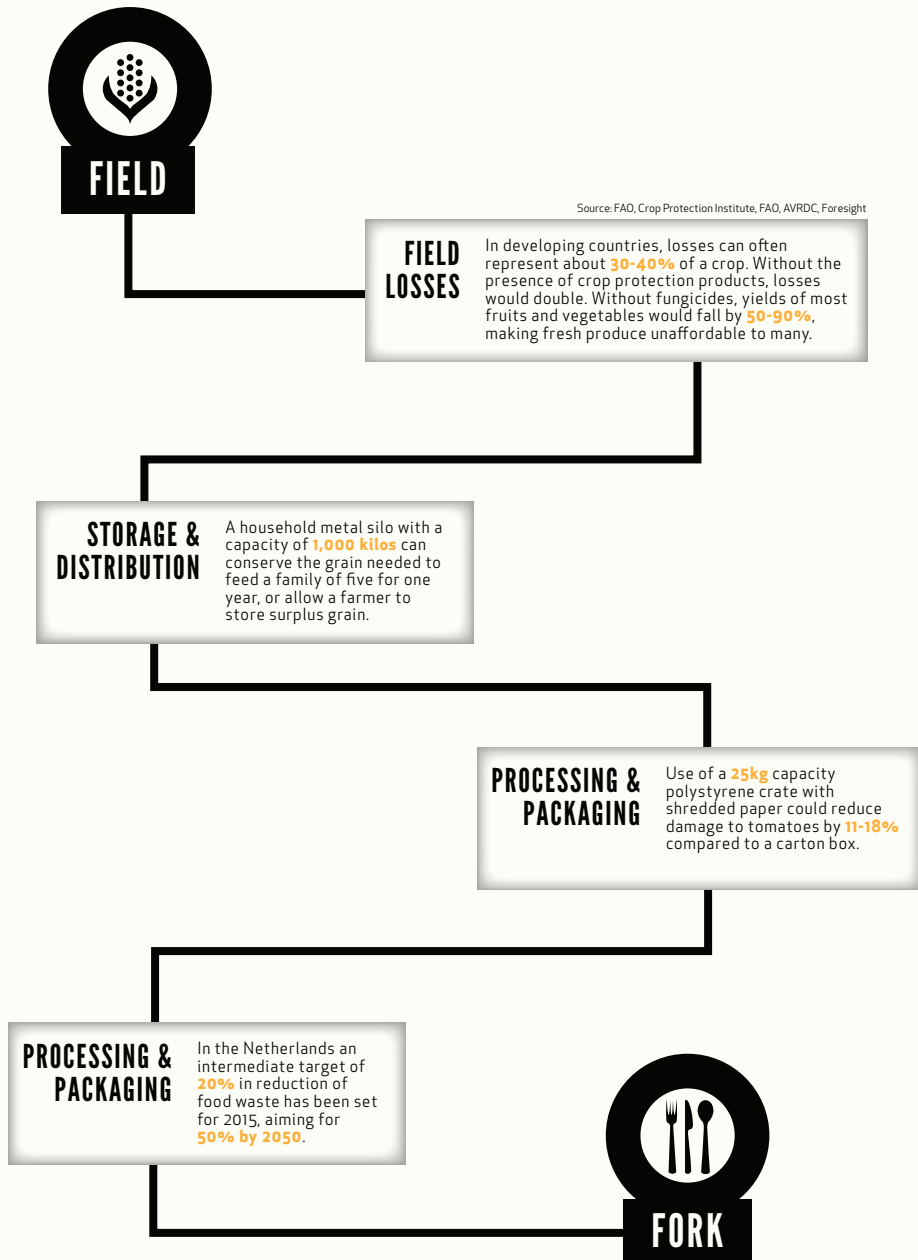 FIELD
Source: FAO, Crop Protection Institute, FAO, AVRDC, Foresight
FIELD
LOSSES
In developing countries, losses can often
represent about 30-40% of a crop. Without the
presence of crop protection products, losses
would double. Without fungicides, yields of most
fruits and vegetables would fall by 50-90%,
making fresh produce unaffordable to many.
STORAGE &
DISTRIBUTION
A household metal silo with a
capacity of 1,000 kilos can
conserve the grain needed to
feed a family of five for one
year, or allow a farmer to
store surplus grain.
PROCESSING &
PACKAGING
Use of a 25kg capacity
polystyrene crate with
shredded paper could reduce
damage to tomatoes by 11-18%
compared to a carton box.
PROCESSING &
PACKAGING
In the Netherlands an
intermediate target of
20% in reduction of
food waste has been set
for 2015, aiming for
50% by 2050.
FORK